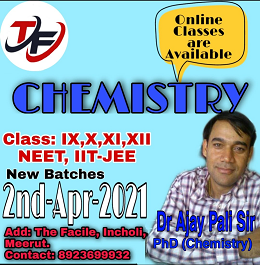 TF
Online
Classes
are
Available
CHEMISTRY
Class: IX,X,XI,XII
NEET, IIT-JEE
New Batches
2nd-Apr-2021
Add: The Facile, Incholi,
Meerut.
Contact: 8923699932
Dr Ajay Pall Sir
PhD (Chemistry)